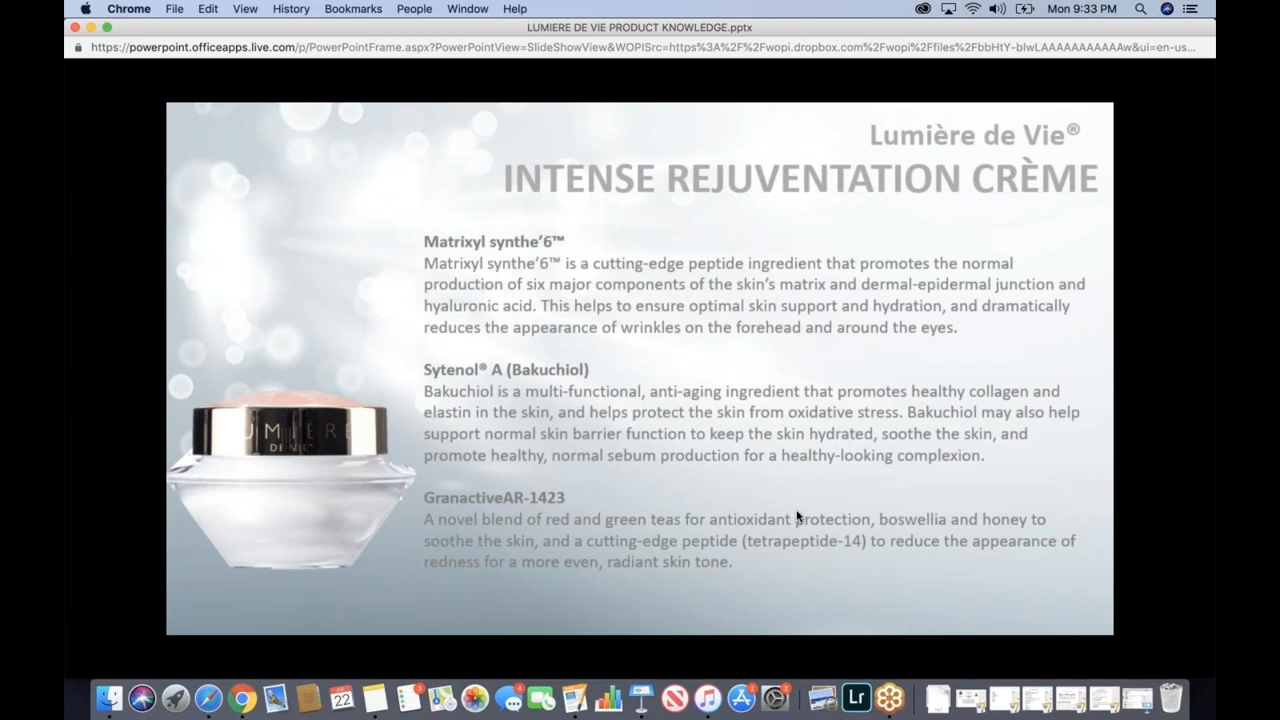 Chrome File Edit View History Bookmarks People Window Help Mon 9:33 PM
LUMIERE DE VIE PRODUCT KNOWLEDGE.pptx
https://powerpoint.officeapps.live.com/p/PowerPointFrame.aspx?PowerPointView=SlideShowView&WOPISrc=https%3A%2F%2Fwopi.dropbox.com%2Fwopi%2Ffiles%2FbbHtY-bIwLAAAAAAAAAAAw&ui=en-us...
Lumière de Vie®
INTENSE REJUVENTATION CRÈME
Matrixyl synthe’6™
Matrixyl synthe’6™ is a cutting-edge peptide ingredient that promotes the normal
production of six major components of the skin’s matrix and dermal-epidermal junction and
hyaluronic acid. This helps to ensure optimal skin support and hydration, and dramatically
reduces the appearance of wrinkles on the forehead and around the eyes.
Sytenol® A (Bakuchiol)
Bakuchiol is a multi-functional, anti-aging ingredient that promotes healthy collagen and
elastin in the skin, and helps protect the skin from oxidative stress. Bakuchiol may also help
support normal skin barrier function to keep the skin hydrated, soothe the skin, and
promote healthy, normal sebum production for a healthy-looking complexion.
UMIERE
DE VIE
GranactiveAR-1423
A novel blend of red and green teas for antioxidant protection, boswellia and honey to
soothe the skin, and a cutting-edge peptide (tetrapeptide-14) to reduce the appearance of
redness for a more even, radiant skin tone.
22
Lr